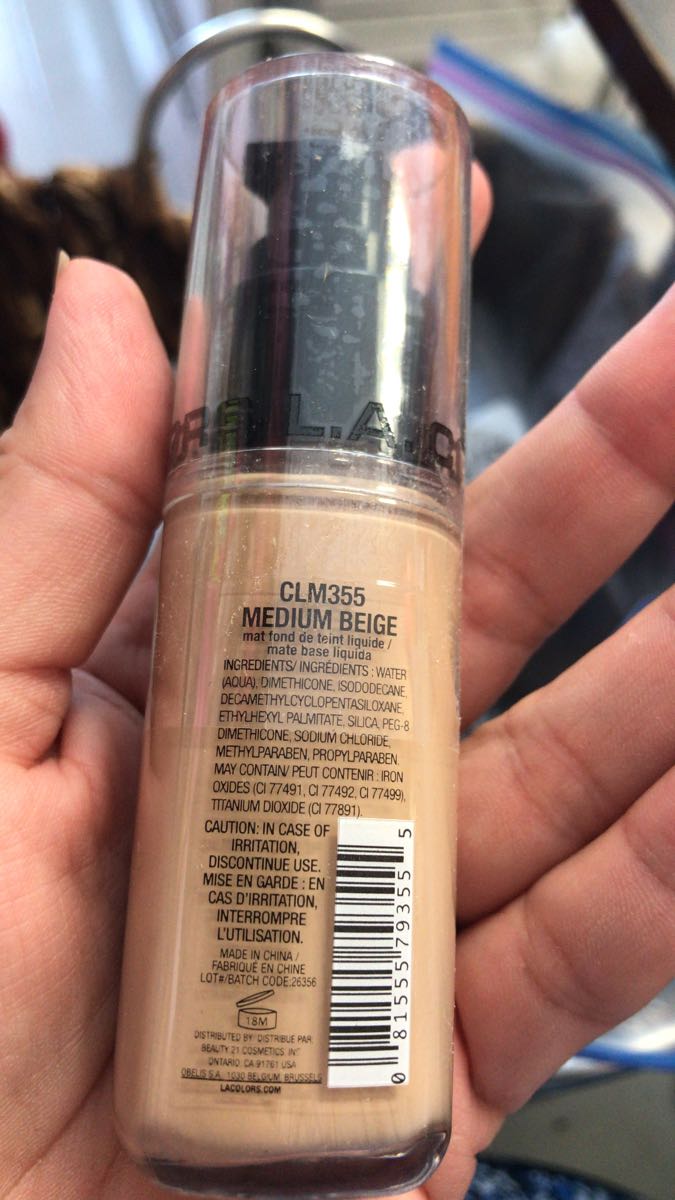 L.A.
CLM355
MEDIUM BEIGE
mat fond de teint liquide /
mate base liquida
INGREDIENTS/ INGRÉDIENTS : WATER
(AQUA), DIMETHICONE, ISODODECANE,
DECAMETHYLCYCLOPENTASILOXANE,
ETHYLHEXYL PALMITATE, SILICA, PEG-8
DIMETHICONE, SODIUM CHLORIDE,
METHYLPARABEN, PROPYLPARABEN.
MAY CONTAIN/ PEUT CONTENIR : IRON
OXIDES (CI 77491, CI 77492, CI 77499),
TITANIUM DIOXIDE (CI 77891).
CAUTION: IN CASE OF
IRRITATION,
DISCONTINUE USE.
MISE EN GARDE : EN
CAS D'IRRITATION,
INTERROMPRE
L'UTILISATION.
MADE IN CHINA /
FABRIQUÉ EN CHINE
LOT#/BATCH CODE:26356
18M
DISTRIBUTED BY/ DISTRIBUÉ PAR:
BEAUTY 21 COSMETICS, INC
ONTARIO, CA 91761 USA
OBELIS S.A. 1030 BELGIUM, BRUSSELS
LACOLORS.COM
0 81555 79355 5